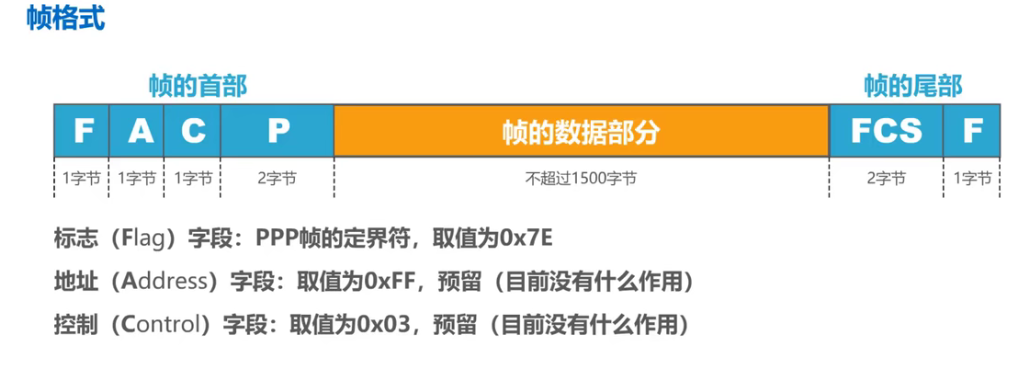 帧格式
帧的首部 帧的尾部
F A C P 帧的数据部分 FCS F
1字节 1字节 1字节 2字节 不超过1500字节 2字节 1字节
标志（Flag）字段：PPP帧的定界符，取值为0x7E
地址（Address）字段：取值为0xFF，预留（目前没有什么作用）
控制（Control）字段：取值为0x03，预留（目前没有什么作用）